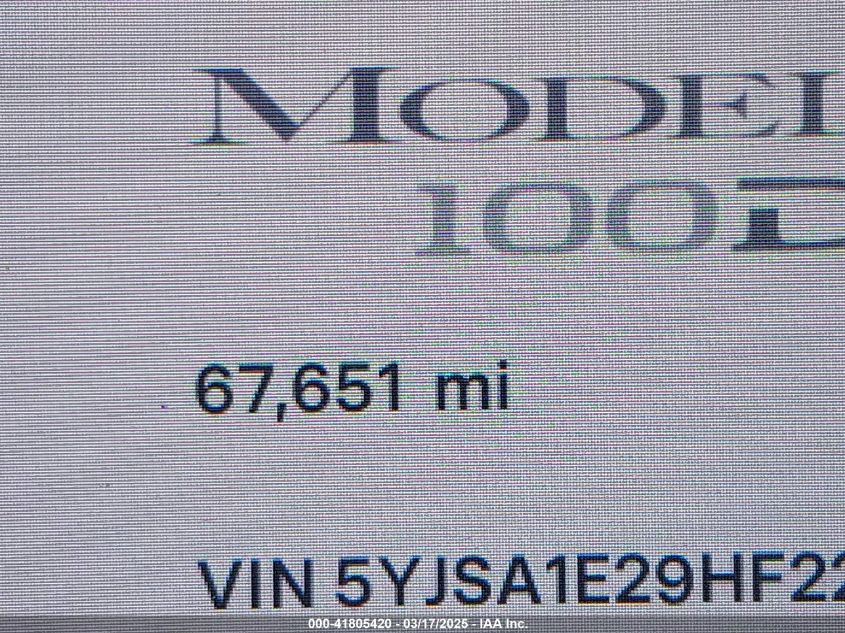 MODEL
100D
67,651 mi
VIN 5YJSA1E29HF22
000-41805420 - 03/17/2025 - IAA Inc.